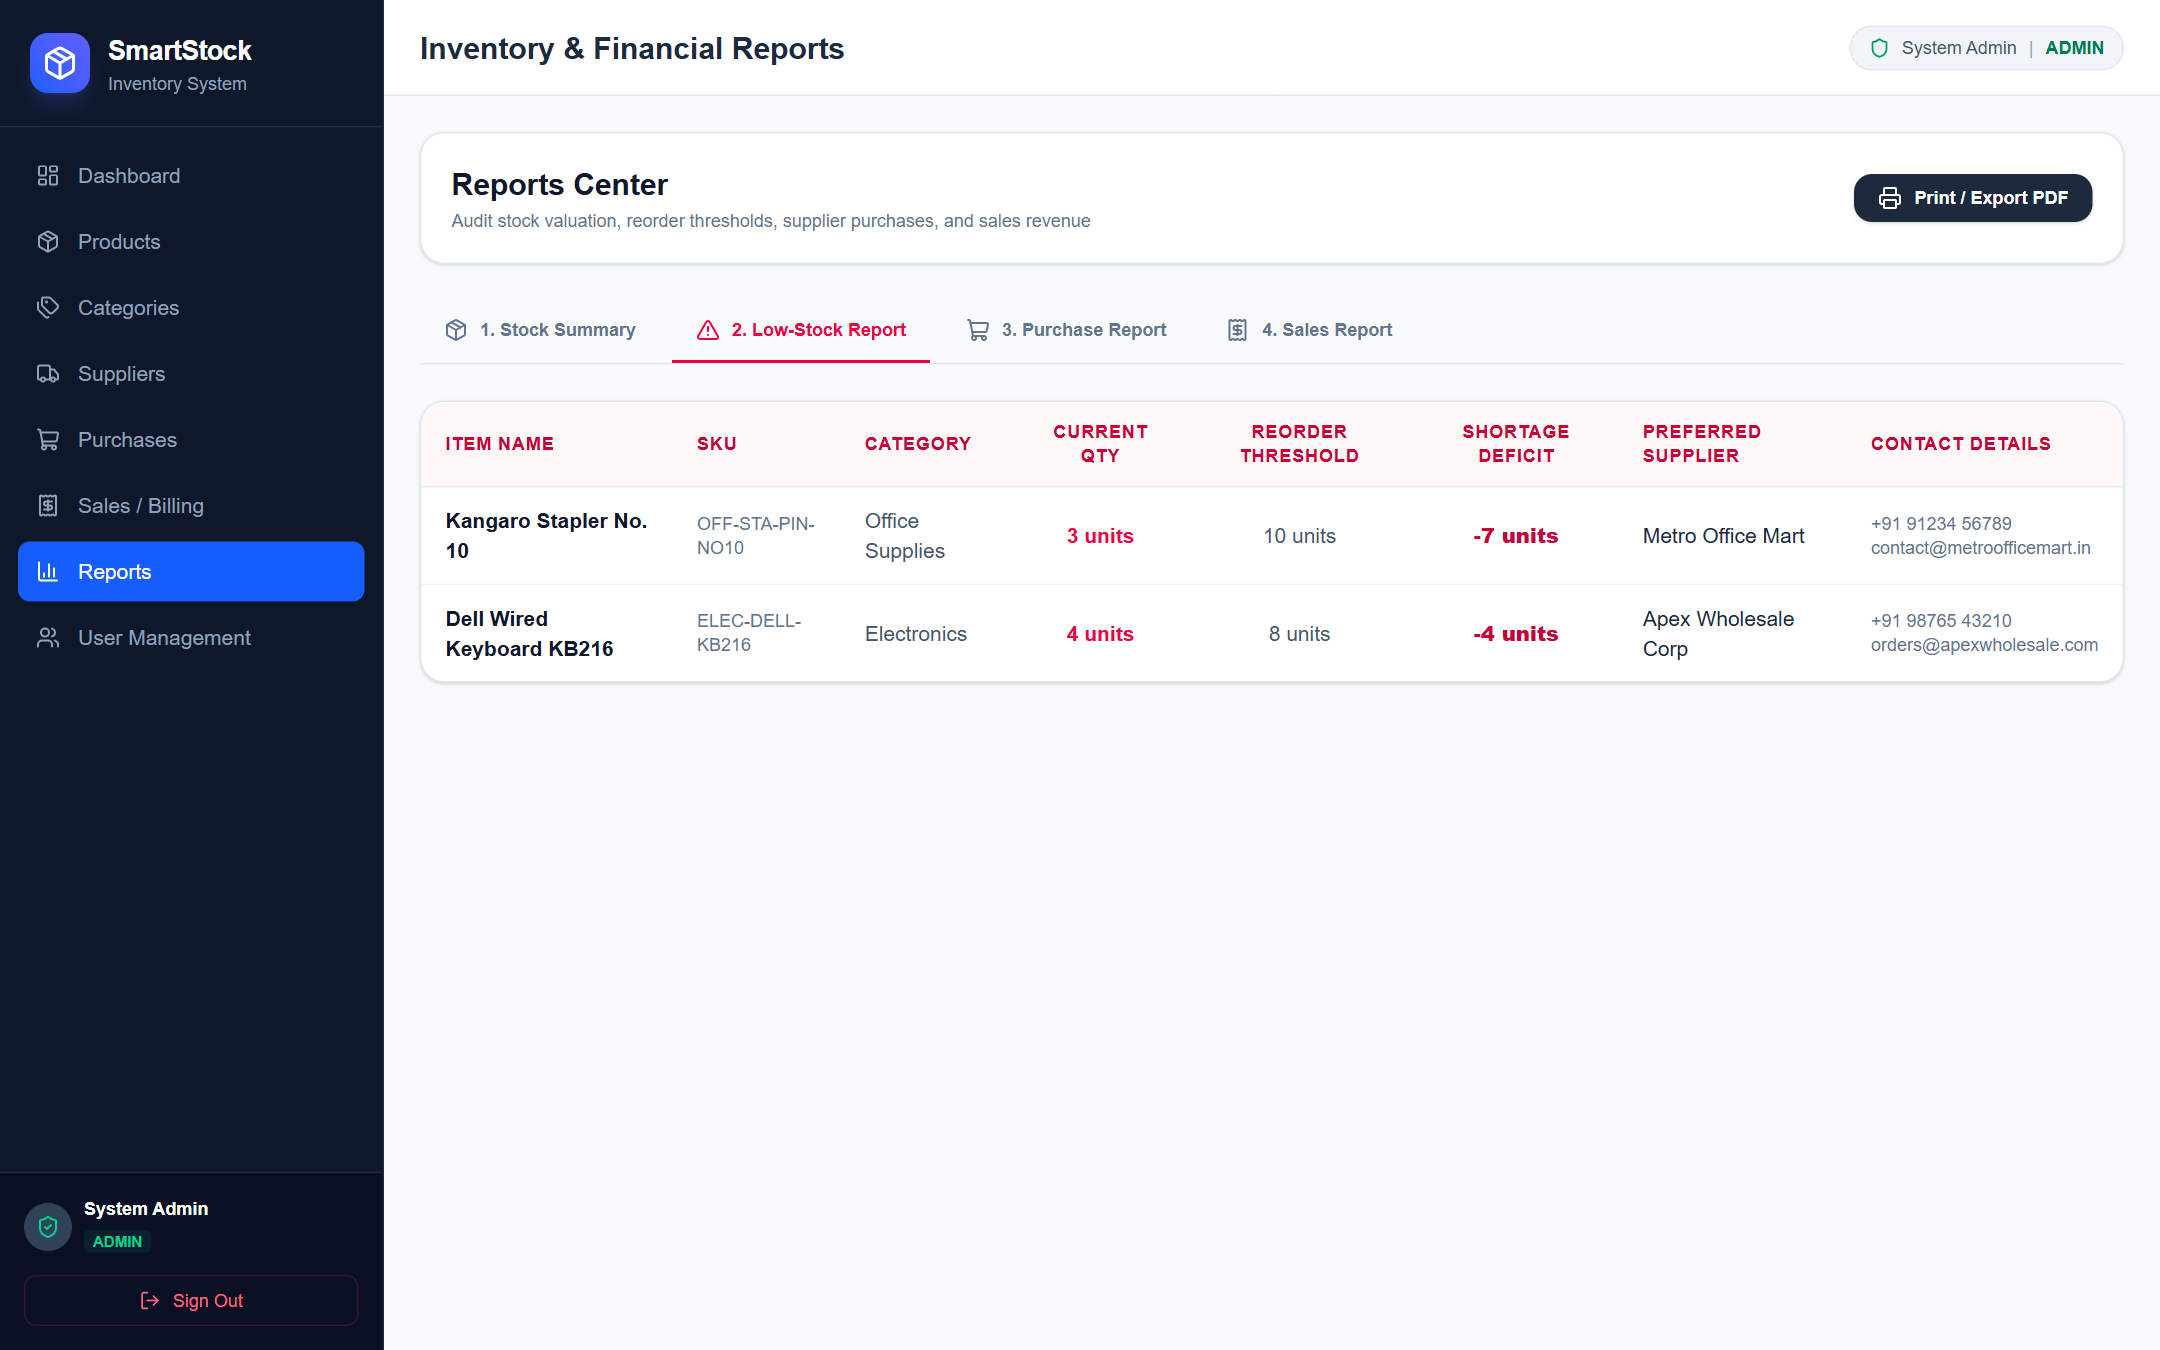 SmartStock
Inventory System
Dashboard
Products
Categories
Suppliers
Purchases
Sales / Billing
Reports
User Management
System Admin
ADMIN
Sign Out
Inventory & Financial Reports
System Admin | ADMIN
Reports Center
Audit stock valuation, reorder thresholds, supplier purchases, and sales revenue
Print / Export PDF
1. Stock Summary
2. Low-Stock Report
3. Purchase Report
4. Sales Report
ITEM NAME
SKU
CATEGORY
CURRENT
QTY
REORDER
THRESHOLD
SHORTAGE
DEFICIT
PREFERRED
SUPPLIER
CONTACT DETAILS
Kangaro Stapler No.
10
OFF-STA-PIN-
NO10
Office
Supplies
3 units
10 units
-7 units
Metro Office Mart
+91 91234 56789
contact@metroofficemart.in
Dell Wired
Keyboard KB216
ELEC-DELL-
KB216
Electronics
4 units
8 units
-4 units
Apex Wholesale
Corp
+91 98765 43210
orders@apexwholesale.com